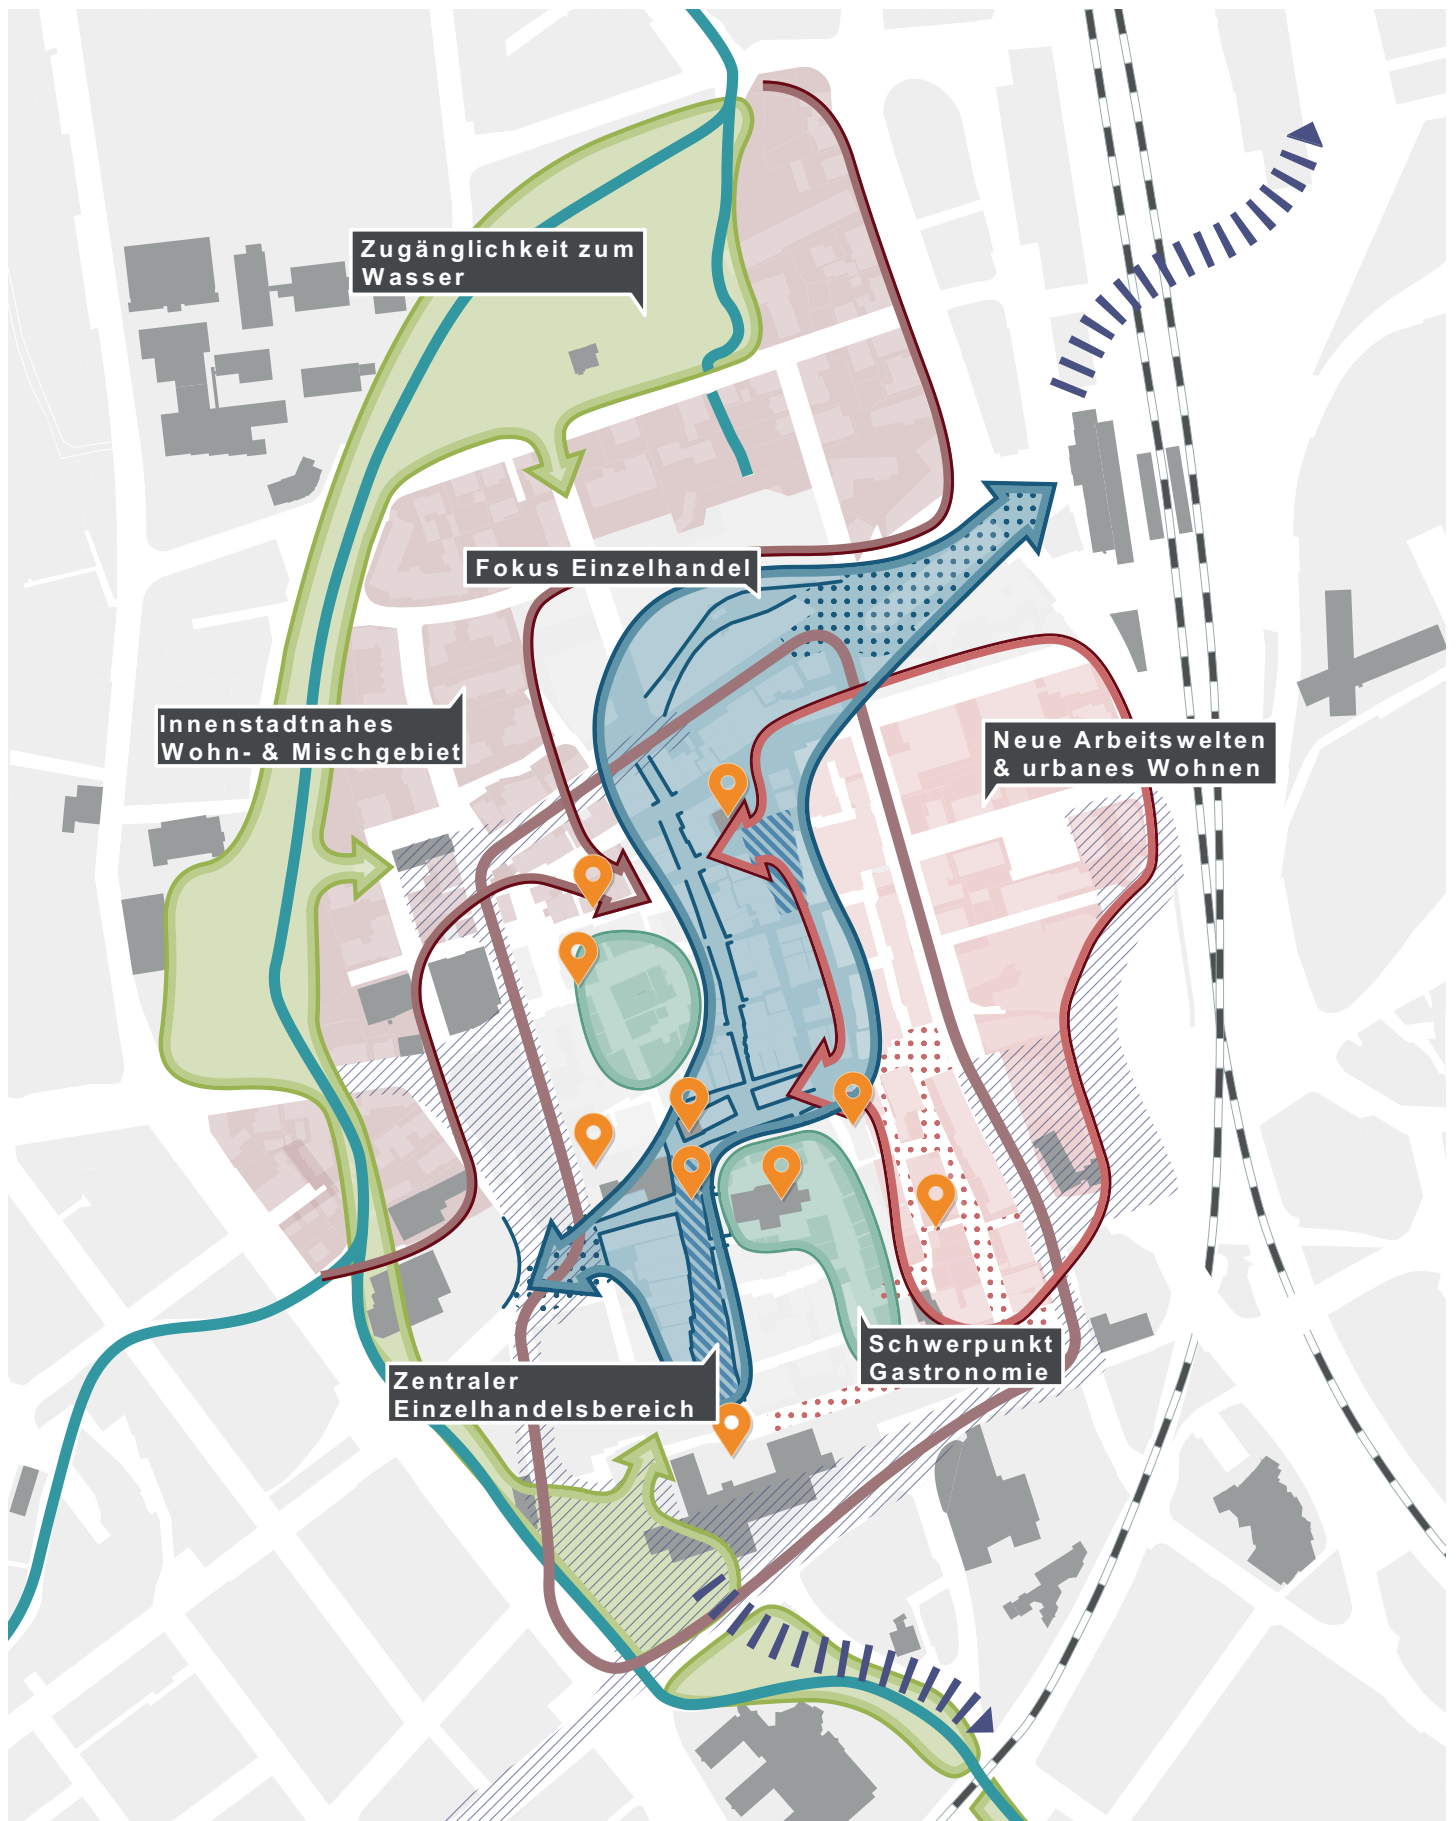 Zugänglichkeit zum
Wasser
Fokus Einzelhandel
Innenstadtnahes
Wohn- & Mischgebiet
Neue Arbeitswelten
& urbanes Wohnen
Schwerpunkt
Gastronomie
Zentraler
Einzelhandelsbereich